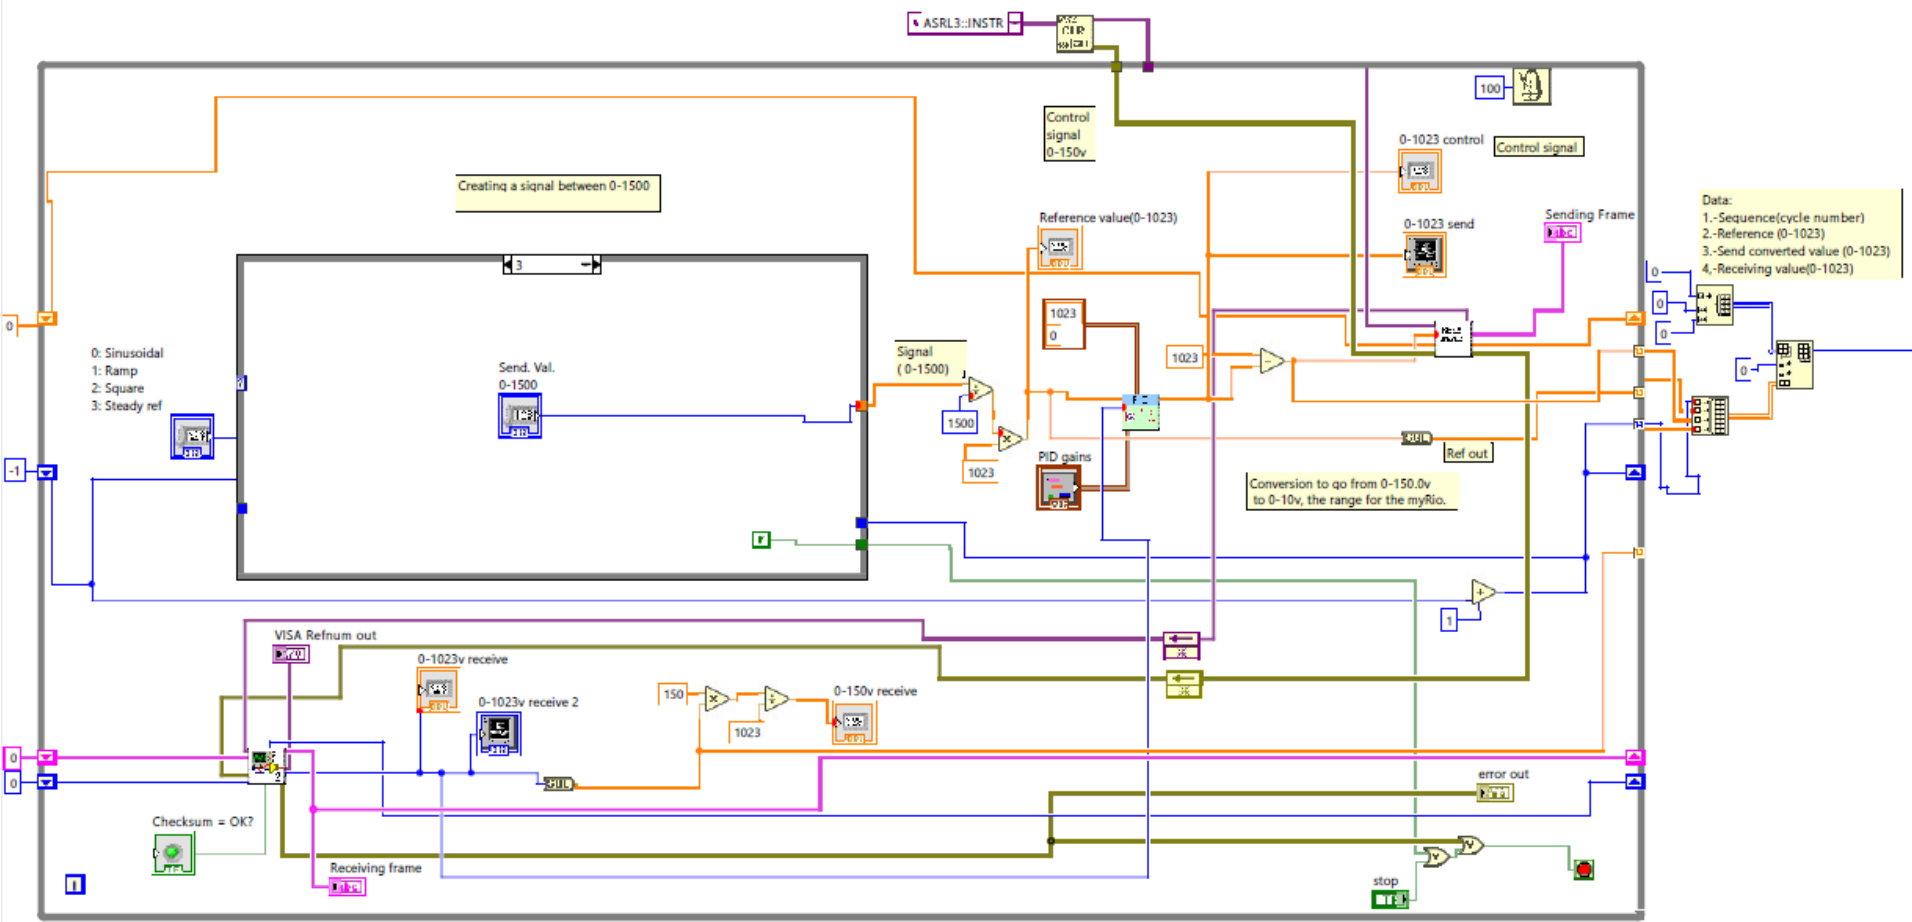 ASRL3::INSTR
100
Control
signal
0-150v
0-1023 control
Control signal
Creating a signal between 0-1500
Reference value(0-1023)
0-1023 send
Sending Frame
Data:
1.-Sequence(cycle number)
2.-Reference (0-1023)
3.-Send converted value (0-1023)
4,-Receiving value(0-1023)
3
0
0
0
0
0
1023
0
1023
0: Sinusoidal
1: Ramp
2: Square
3: Steady ref
Send. Val.
0-1500
Signal
( 0-1500)
1500
1023
PID gains
Ref out
-1
Conversion to go from 0-150.0v
to 0-10v, the range for the myRio.
F
1
VISA Refnum out
0-1023v receive
0-1023v receive 2
150
1023
0-150v receive
0
0
error out
Checksum = OK?
Receiving frame
stop
i